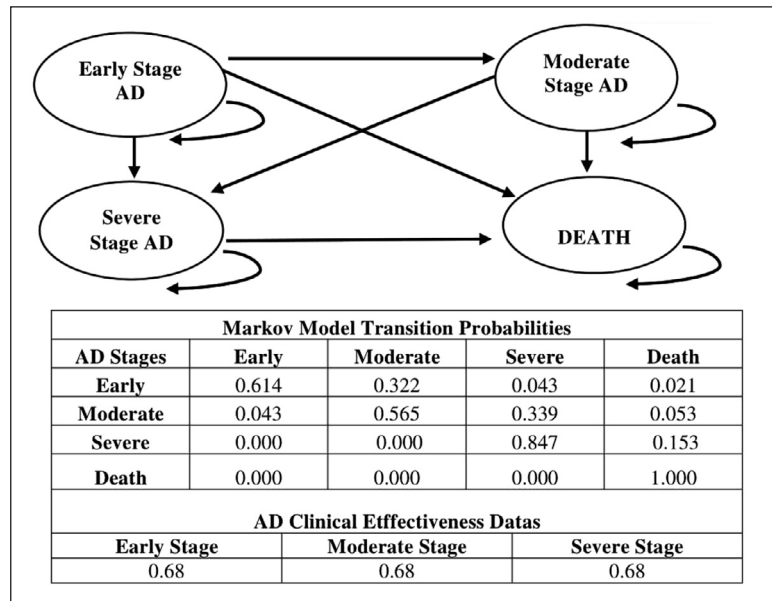 Early Stage
AD
Moderate
Stage AD
Severe
Stage AD
DEATH
Markov Model Transition Probabilities
AD Stages Early Moderate Severe Death
Early 0.614 0.322 0.043 0.021
Moderate 0.043 0.565 0.339 0.053
Severe 0.000 0.000 0.847 0.153
Death 0.000 0.000 0.000 1.000
AD Clinical Etffectiveness Datas
Early Stage Moderate Stage Severe Stage
0.68 0.68 0.68